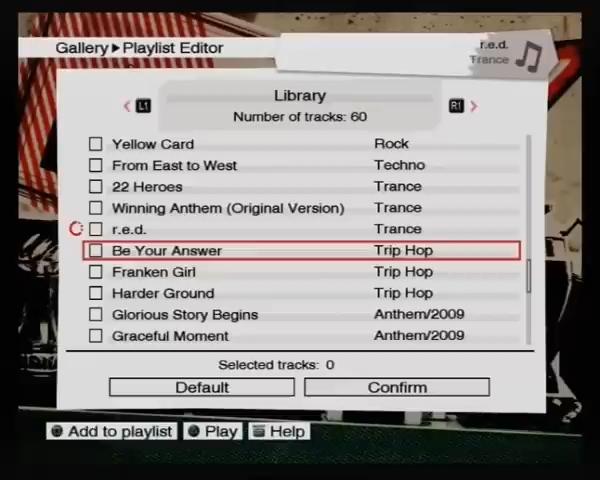 Gallery▶Playlist Editor
r.e.d.
Trance
Library
L1
R1
Number of tracks: 60
Yellow Card Rock
From East to West Techno
22 Heroes Trance
Winning Anthem (Original Version) Trance
r.e.d. Trance
Be Your Answer Trip Hop
Franken Girl Trip Hop
Harder Ground Trip Hop
Glorious Story Begins Anthem/2009
Graceful Moment Anthem/2009
Selected tracks: 0
Default Confirm
Add to playlist Play Help